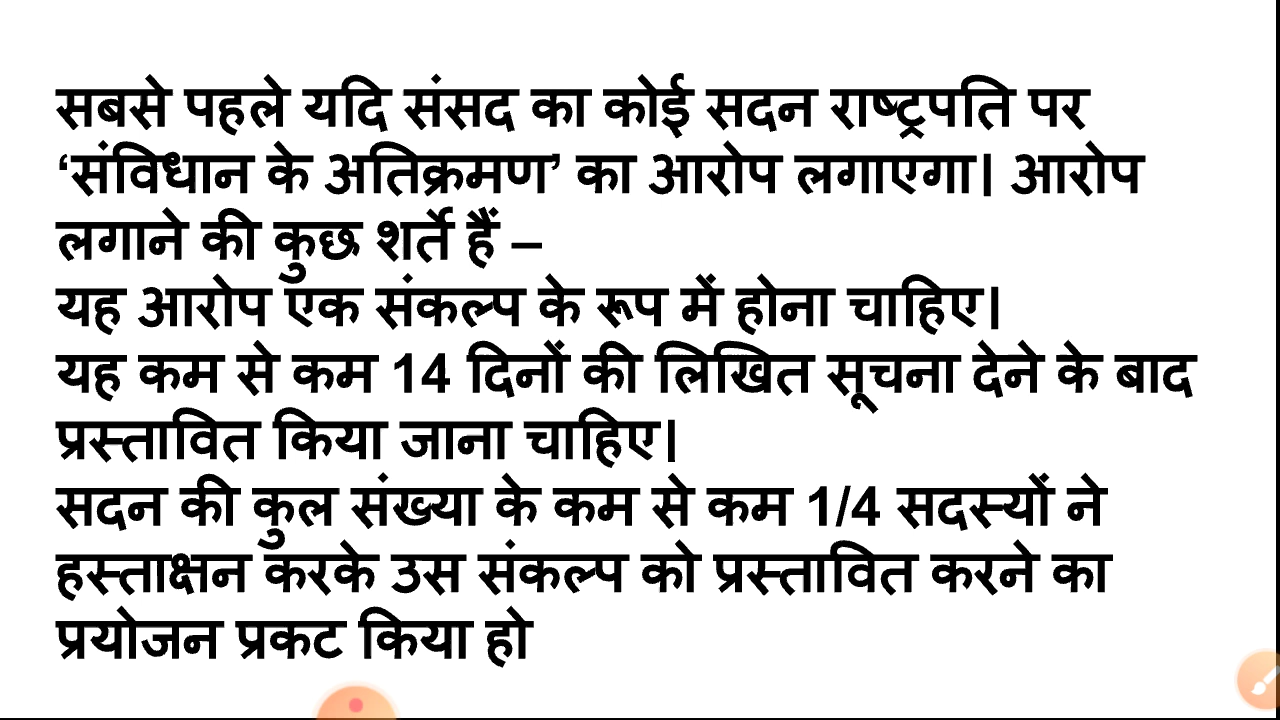 सबसे पहले यदि संसद का कोई सदन राष्ट्रपति पर
‘संविधान के अतिक्रमण’ का आरोप लगाएगा। आरोप
लगाने की कुछ शर्ते हैं –
यह आरोप एक संकल्प के रूप में होना चाहिए।
यह कम से कम 14 दिनों की लिखित सूचना देने के बाद
प्रस्तावित किया जाना चाहिए।
सदन की कुल संख्या के कम से कम 1/4 सदस्यों ने
हस्ताक्षन करके उस संकल्प को प्रस्तावित करने का
प्रयोजन प्रकट किया हो